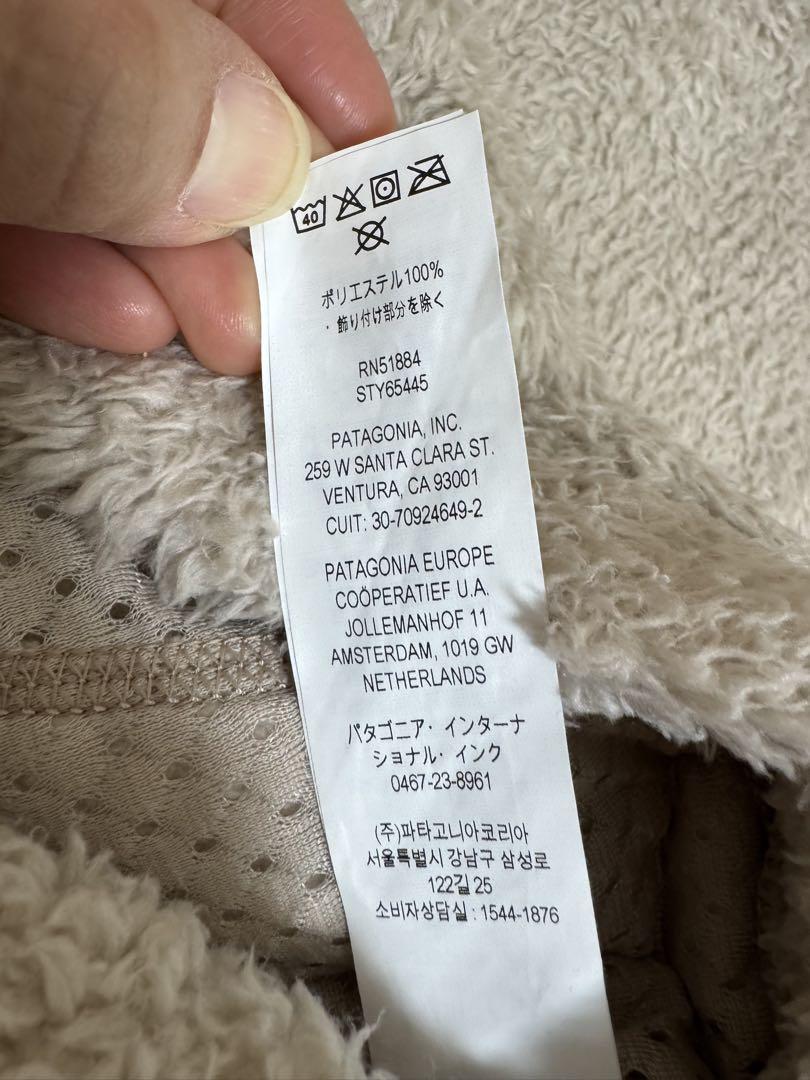 40
ポリエステル100%
・飾り付け部分を除く
RN51884
STY65445
PATAGONIA, INC.
259 W SANTA CLARA ST.
VENTURA, CA 93001
CUIT: 30-70924649-2
PATAGONIA EUROPE
COÖPERATIEF U.A.
JOLLEMANHOF 11
AMSTERDAM, 1019 GW
NETHERLANDS
パタゴニア・インターナ
ショナル・インク
0467-23-8961
(주)파타고니아코리아
서울특별시 강남구 삼성로
122길 25
소비자상담실 : 1544-1876